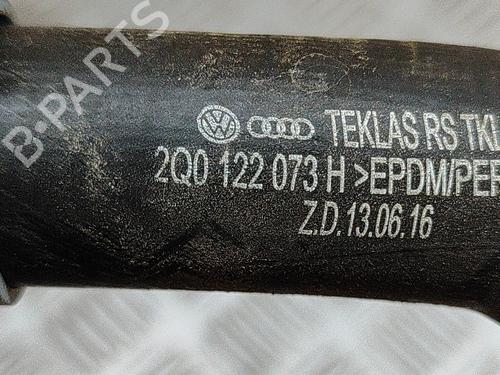 B-PARTS
TEKLAS RS TKL
2Q0 122 073 H >EPDM/PER
Z.D.13.06.16